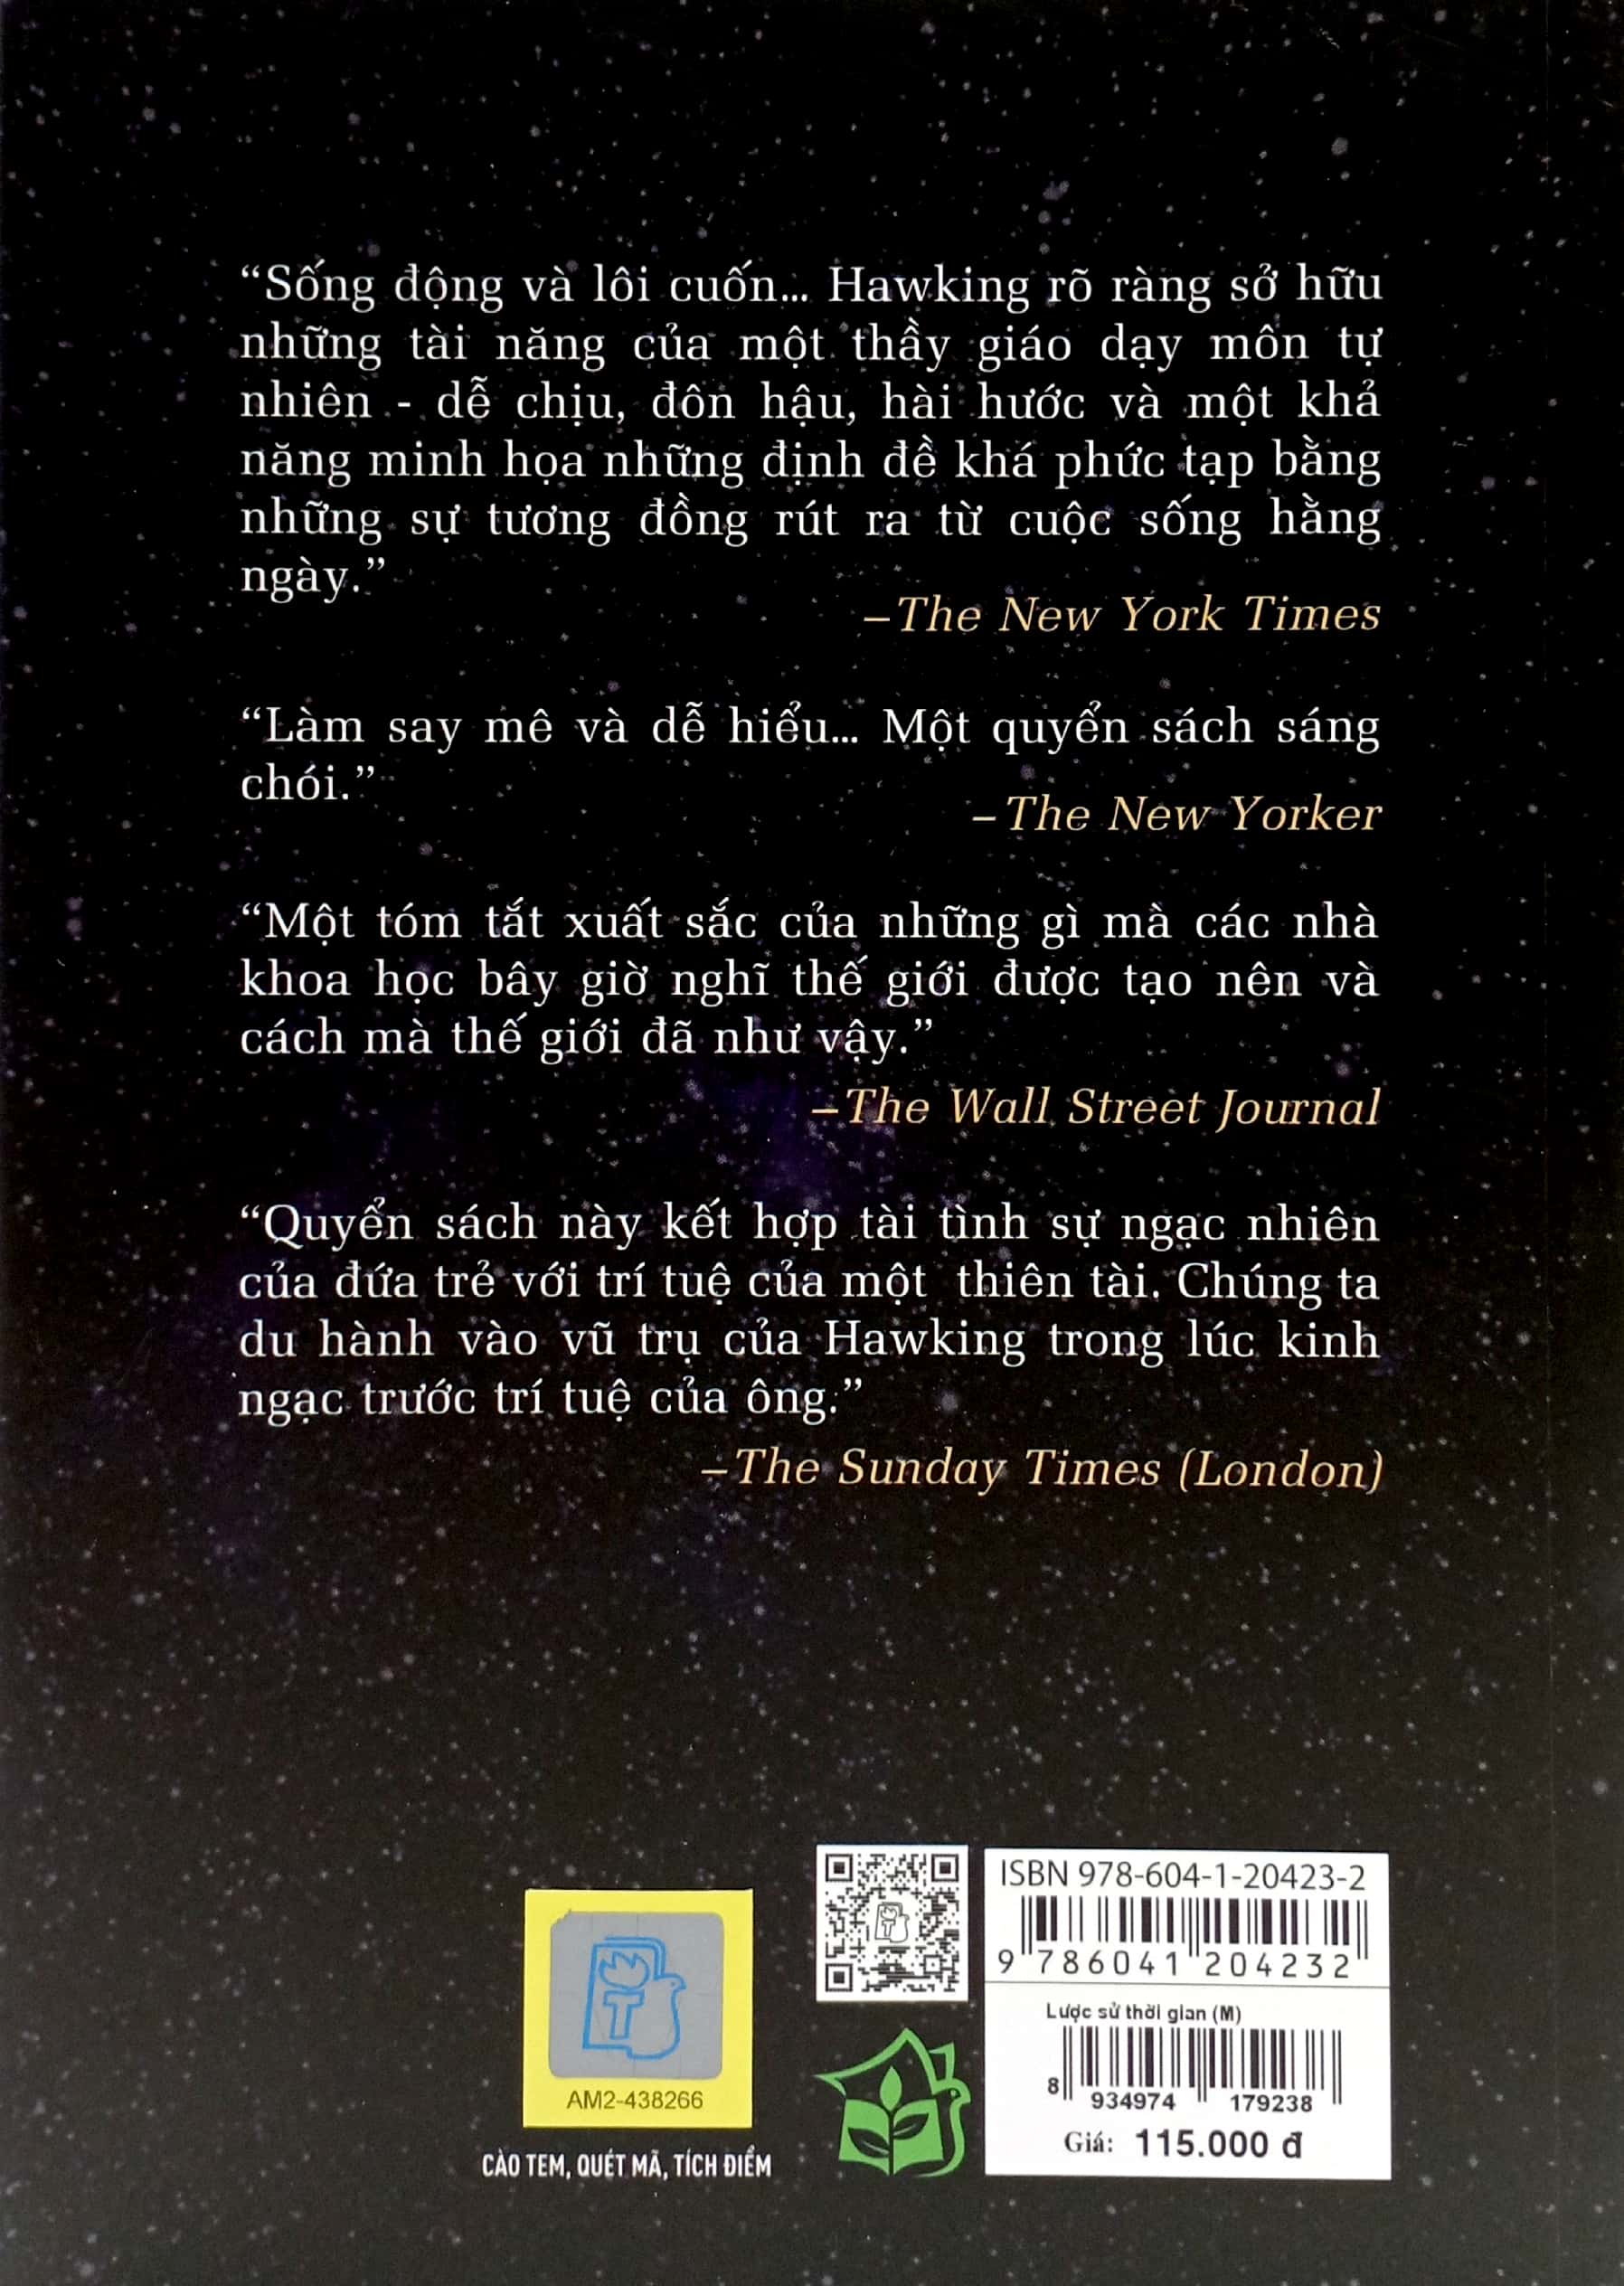 “Sống động và lôi cuốn... Hawking rõ ràng sở hữu
những tài năng của một thầy giáo dạy môn tự
nhiên - dễ chịu, đôn hậu, hài hước và một khả
năng minh họa những định đề khá phức tạp bằng
những sự tương đồng rút ra từ cuộc sống hằng
ngày.”
–The New York Times
“Làm say mê và dễ hiểu... Một quyển sách sáng
chói.”
–The New Yorker
“Một tóm tắt xuất sắc của những gì mà các nhà
khoa học bây giờ nghĩ thế giới được tạo nên và
cách mà thế giới đã như vậy.”
–The Wall Street Journal
“Quyển sách này kết hợp tài tình sự ngạc nhiên
của đứa trẻ với trí tuệ của một thiên tài. Chúng ta
du hành vào vũ trụ của Hawking trong lúc kinh
ngạc trước trí tuệ của ông.”
–The Sunday Times (London)
ISBN 978-604-1-20423-2
9 786041 204232
Lược sử thời gian (M)
8 934974 179238
Giá: 115.000 đ
T
AM2-438266
CÀO TEM, QUÉT MÃ, TÍCH ĐIỂM